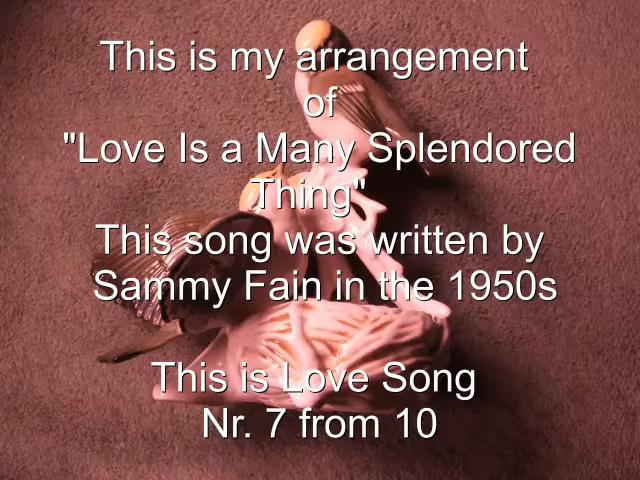 This is my arrangement
of
"Love Is a Many Splendored
Thing"
This song was written by
Sammy Fain in the 1950s
This is Love Song
Nr. 7 from 10